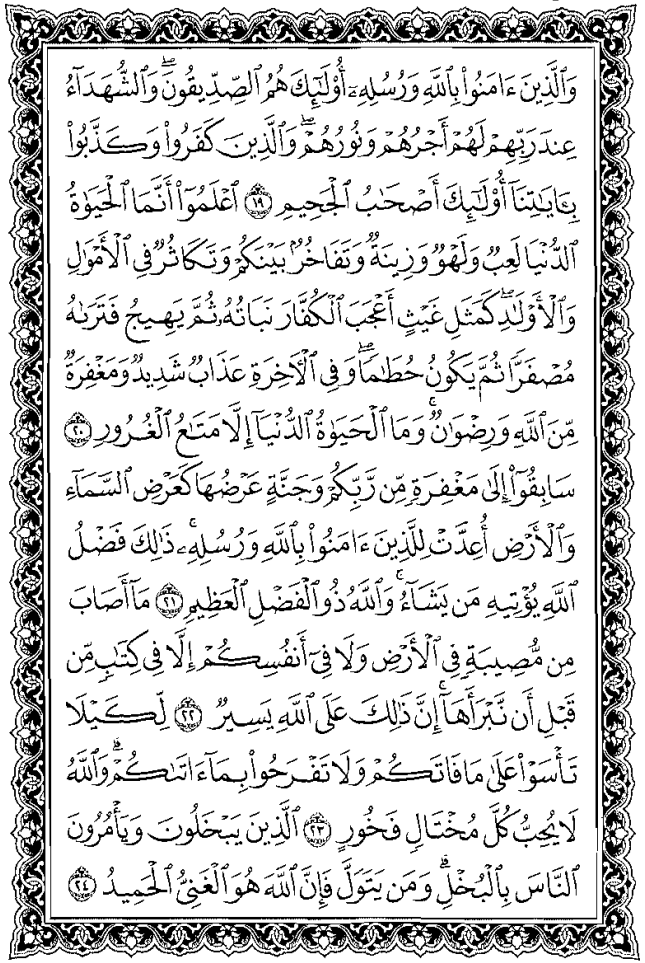 وَٱلَّذِينَ ءَامَنُوا۟ بِٱللَّهِ وَرُسُلِهِۦٓ أُو۟لَٰٓئِكَ هُمُ ٱلصِّدِّيقُونَ ۖ وَٱلشُّهَدَآءُ
عِندَ رَبِّهِمْ لَهُمْ أَجْرُهُمْ وَنُورُهُمْ ۖ وَٱلَّذِينَ كَفَرُوا۟ وَكَذَّبُوا۟
بِـَٔايَٰتِنَآ أُو۟لَٰٓئِكَ أَصْحَٰبُ ٱلْجَحِيمِ ١٩ ٱعْلَمُوٓا۟ أَنَّمَا ٱلْحَيَوٰةُ
ٱلدُّنْيَا لَعِبٌ وَلَهْوٌ وَزِينَةٌ وَتَفَاخُرٌۢ بَيْنَكُمْ وَتَكَاثُرٌ فِى ٱلْأَمْوَٰلِ
وَٱلْأَوْلَٰدِ ۖ كَمَثَلِ غَيْثٍ أَعْجَبَ ٱلْكُفَّارَ نَبَاتُهُۥ ثُمَّ يَهِيجُ فَتَرَىٰهُ
مُصْفَرًّا ثُمَّ يَكُونُ حُطَٰمًا ۖ وَفِى ٱلْءَاخِرَةِ عَذَابٌ شَدِيدٌ وَمَغْفِرَةٌ
مِّنَ ٱللَّهِ وَرِضْوَٰنٌ ۚ وَمَا ٱلْحَيَوٰةُ ٱلدُّنْيَآ إِلَّا مَتَٰعُ ٱلْغُرُورِ ٢٠
سَابِقُوٓا۟ إِلَىٰ مَغْفِرَةٍ مِّن رَّبِّكُمْ وَجَنَّةٍ عَرْضُهَا كَعَرْضِ ٱلسَّمَآءِ
وَٱلْأَرْضِ أُعِدَّتْ لِلَّذِينَ ءَامَنُوا۟ بِٱللَّهِ وَرُسُلِهِۦ ۚ ذَٰلِكَ فَضْلُ
ٱللَّهِ يُؤْتِيهِ مَن يَشَآءُ ۚ وَٱللَّهُ ذُو ٱلْفَضْلِ ٱلْعَظِيمِ ٢١ مَآ أَصَابَ
مِن مُّصِيبَةٍ فِى ٱلْأَرْضِ وَلَا فِىٓ أَنفُسِكُمْ إِلَّا فِى كِتَٰبٍ مِّن
قَبْلِ أَن نَّبْرَأَهَآ ۚ إِنَّ ذَٰلِكَ عَلَى ٱللَّهِ يَسِيرٌ ٢٢ لِّكَيْلَا
تَأْسَوْا۟ عَلَىٰ مَا فَاتَكُمْ وَلَا تَفْرَحُوا۟ بِمَآ ءَاتَىٰكُمْ ۗ وَٱللَّهُ
لَا يُحِبُّ كُلَّ مُخْتَالٍ فَخُورٍ ٢٣ ٱلَّذِينَ يَبْخَلُونَ وَيَأْمُرُونَ
ٱلنَّاسَ بِٱلْبُخْلِ ۗ وَمَن يَتَوَلَّ فَإِنَّ ٱللَّهَ هُوَ ٱلْغَنِىُّ ٱلْحَمِيدُ ٢٤